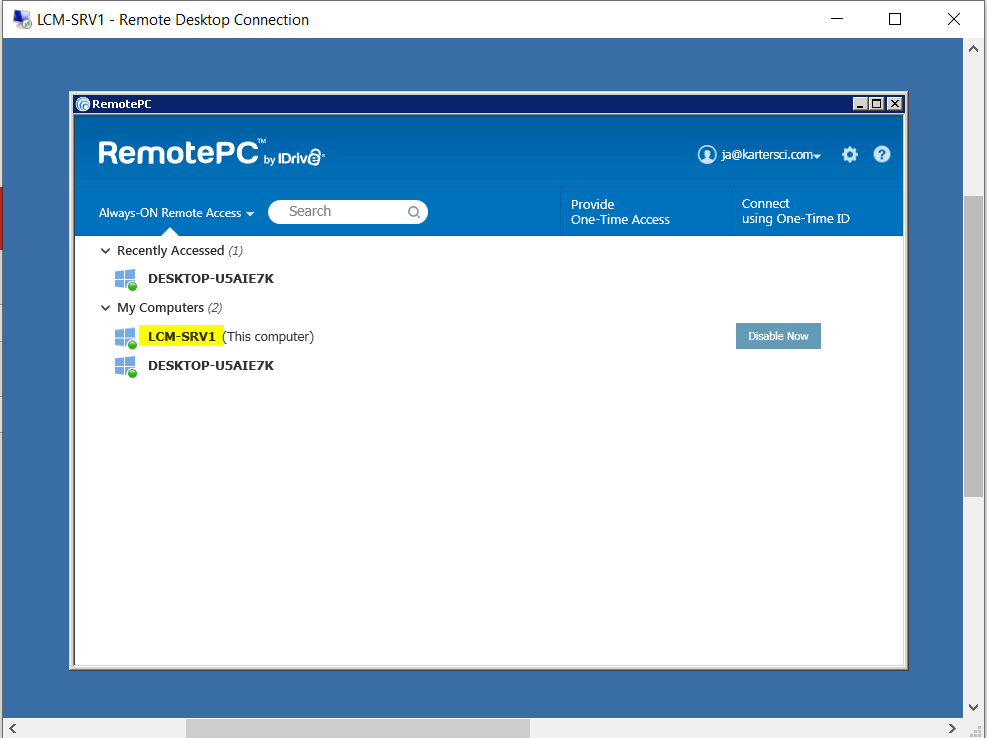 LCM-SRV1 - Remote Desktop Connection
RemotePC
RemotePC™ by IDrive®
ja@kartersci.com
?
Always-ON Remote Access
Search
Provide
One-Time Access
Connect
using One-Time ID
Recently Accessed (1)
DESKTOP-U5AIE7K
My Computers (2)
LCM-SRV1 (This computer)
Disable Now
DESKTOP-U5AIE7K